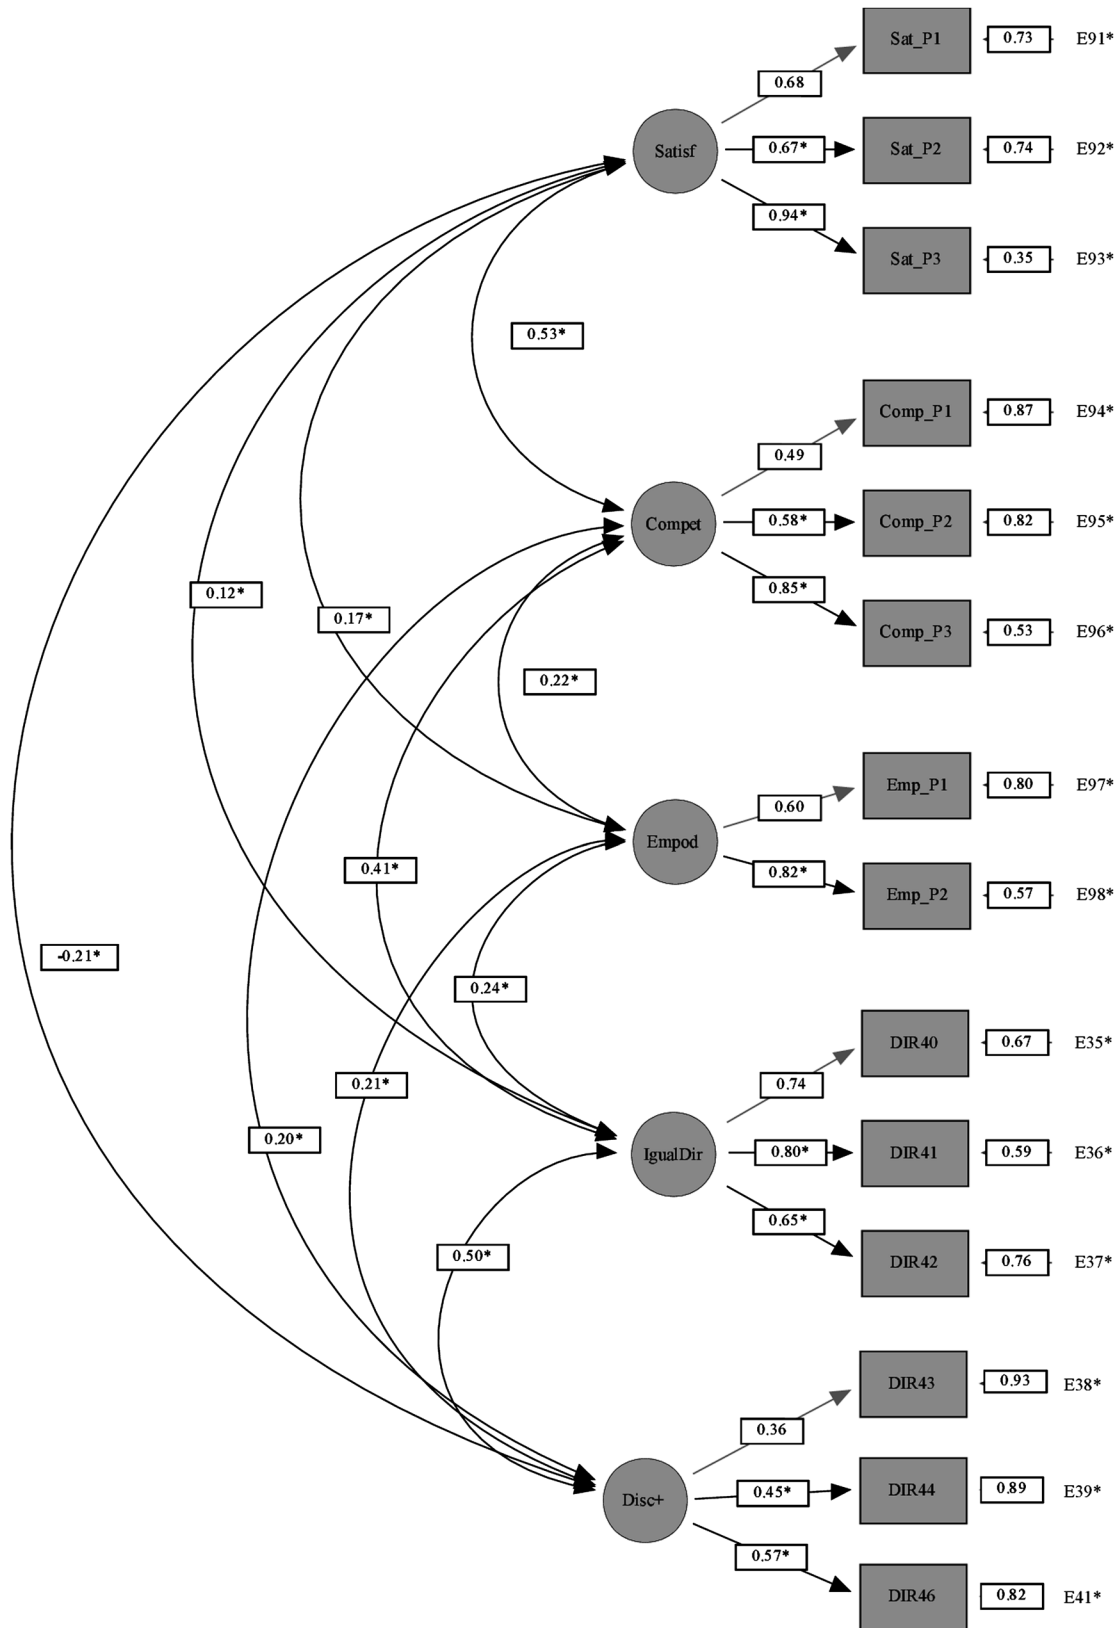 Sat_P1 0.73 E91*
0.68
Satisf 0.67* Sat_P2 0.74 E92*
0.94*
Sat_P3 0.35 E93*
0.53*
Comp_P1 0.87 E94*
0.49
Compet 0.58* Comp_P2 0.82 E95*
0.85*
0.12*
0.17*
Comp_P3 0.53 E96*
0.22*
Emp_P1 0.80 E97*
0.60
Empod
0.41*
0.82* Emp_P2 0.57 E98*
-0.21*
0.24*
DIR40 0.67 E35*
0.21*
0.74
0.20*
IgualDir 0.80* DIR41 0.59 E36*
0.65*
0.50*
DIR42 0.76 E37*
DIR43 0.93 E38*
0.36
Disc+ 0.45* DIR44 0.89 E39*
0.57*
DIR46 0.82 E41*